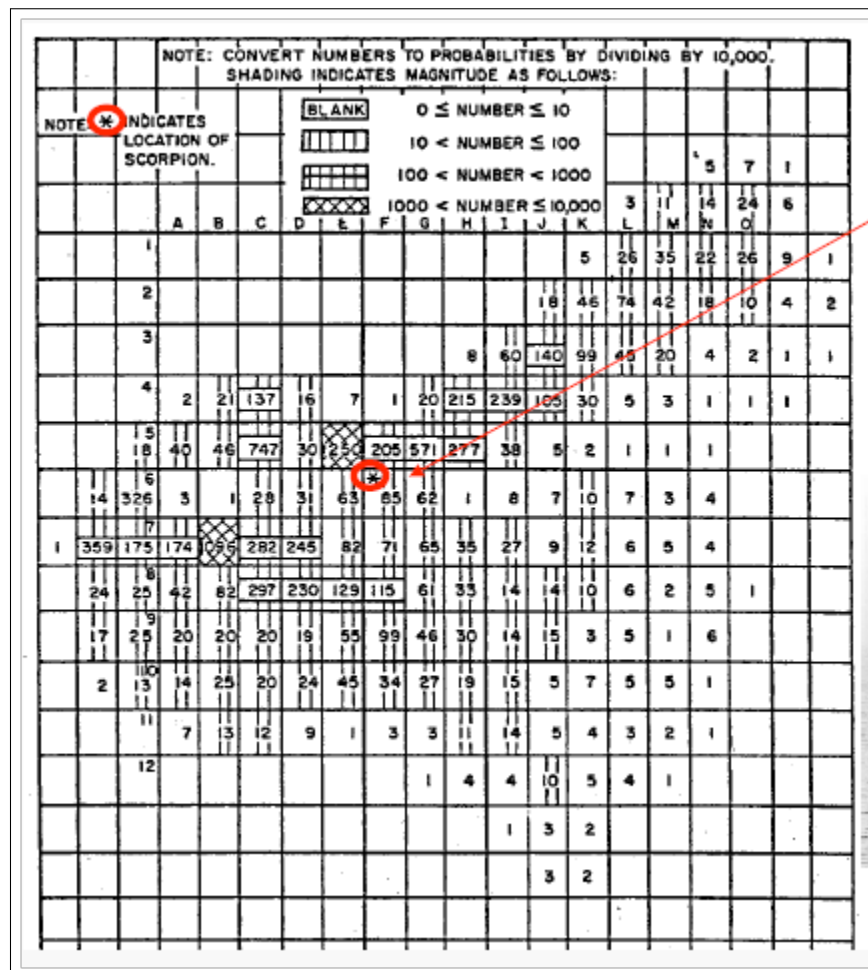 NOTE: CONVERT NUMBERS TO PROBABILITIES BY DIVIDING BY 10,000.
SHADING INDICATES MAGNITUDE AS FOLLOWS:
BLANK 0 ≤ NUMBER ≤ 10
NOTE: * INDICATES
LOCATION OF
SCORPION.
10 < NUMBER ≤ 100
100 < NUMBER < 1000
1000 < NUMBER ≤ 10,000
5 7 1
3 11 14 24 6
A B C D E F G H I J K L M N O
1 5 26 35 22 26 9 1
2 18 46 74 42 18 10 4 2
3 8 60 140 99 45 20 4 2 1 1
4 2 21 137 16 7 1 20 215 239 105 30 5 3 1 1 1
5 18 40 46 747 30 1250 205 571 277 38 5 2 1 1 1
*
6 14 326 3 1 28 31 63 85 62 1 8 7 10 7 3 4
7 1 359 175 174 1096 282 245 82 71 65 35 27 9 12 6 5 4
8 24 25 42 82 297 230 129 115 61 33 14 14 10 6 2 5 1
9 17 25 20 20 20 19 55 99 46 30 14 15 3 5 1 6
10 2 13 14 25 20 24 45 34 27 19 15 5 7 5 5 1
11 7 13 12 9 1 3 3 11 14 5 4 3 2 1
12 1 4 4 10 5 4 1
1 3 2
3 2